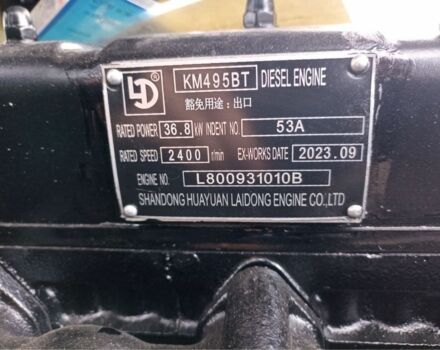 LD ® KM495BT DIESEL ENGINE
豁免用途：出口
RATED POWER 36.8 kW INDENT NO. 53A
RATED SPEED 2400 r/min EX-WORKS DATE 2023.09
ENGINE NO. L800931010B
SHANDONG HUAYUAN LAIDONG ENGINE CO.,LTD